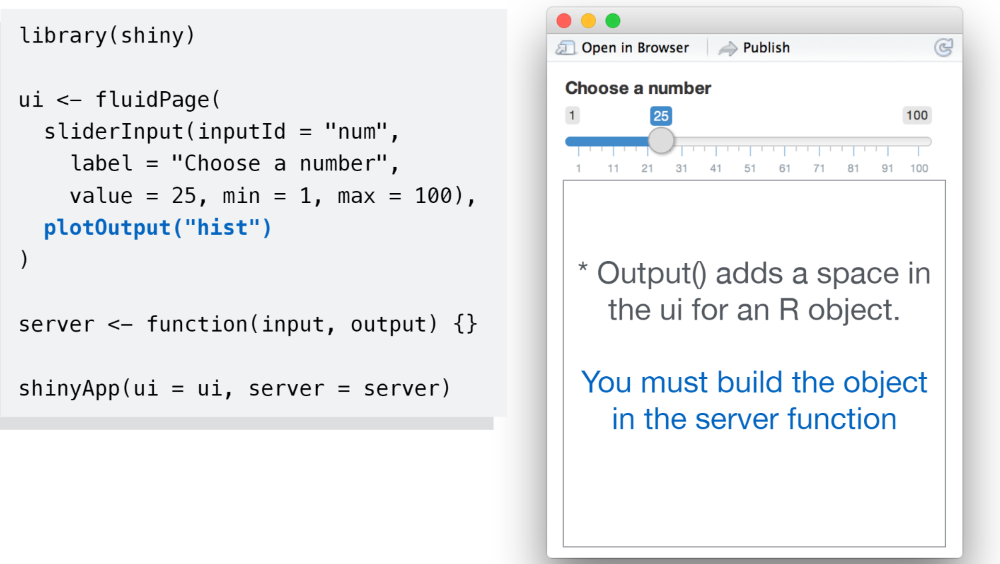 library(shiny)
ui <- fluidPage(
sliderInput(inputId = "num",
label = "Choose a number",
value = 25, min = 1, max = 100),
plotOutput("hist")
)
server <- function(input, output) {}
shinyApp(ui = ui, server = server)
Open in Browser
Publish
Choose a number
1 25 100
1 11 21 31 41 51 61 71 81 91 100
* Output() adds a space in
the ui for an R object.
You must build the object
in the server function